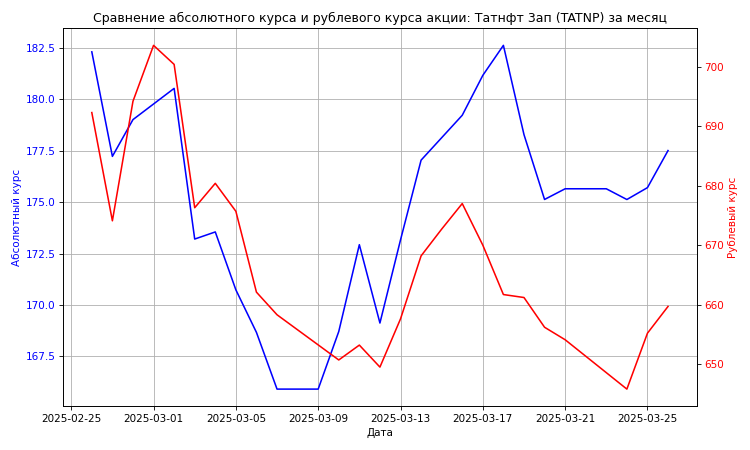 Сравнение абсолютного курса и рублевого курса акции: Татнфт 3ап (TATNP) за месяц
182.5
180.0
177.5
175.0
172.5
170.0
167.5
Абсолютный курс
700
690
680
670
660
650
Рублевый курс
2025-02-25 2025-03-01 2025-03-05 2025-03-09 2025-03-13 2025-03-17 2025-03-21 2025-03-25
Дата